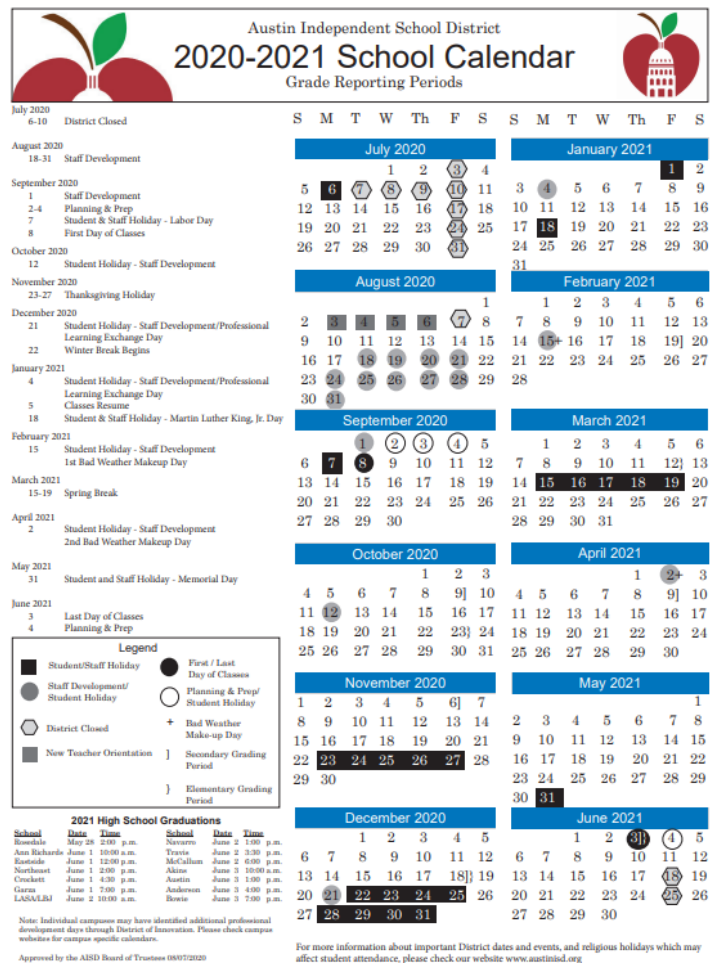 Austin Independent School District
2020-2021 School Calendar
Grade Reporting Periods
July 2020
6-10 District Closed
August 2020
18-31 Staff Development
September 2020
1 Staff Development
2-4 Planning & Prep
7 Student & Staff Holiday - Labor Day
8 First Day of Classes
October 2020
12 Student Holiday - Staff Development
November 2020
23-27 Thanksgiving Holiday
December 2020
21 Student Holiday - Staff Development/Professional
Learning Exchange Day
22 Winter Break Begins
January 2021
4 Student Holiday - Staff Development/Professional
Learning Exchange Day
5 Classes Resume
18 Student & Staff Holiday - Martin Luther King, Jr. Day
February 2021
15 Student Holiday - Staff Development
1st Bad Weather Makeup Day
March 2021
15-19 Spring Break
April 2021
2 Student Holiday - Staff Development
2nd Bad Weather Makeup Day
May 2021
31 Student and Staff Holiday - Memorial Day
June 2021
3 Last Day of Classes
4 Planning & Prep
Legend
Student/Staff Holiday
Staff Development/
Student Holiday
District Closed
New Teacher Orientation
First / Last
Day of Classes
Planning & Prep/
Student Holiday
+ Bad Weather
Make-up Day
] Secondary Grading
Period
} Elementary Grading
Period
2021 High School Graduations
School Date Time School Date Time
Rosedale May 28 2:00 p.m. Navarro June 2 1:00 p.m.
Ann Richards June 1 10:00 a.m. Travis June 2 3:30 p.m.
Eastside June 1 12:00 p.m. McCallum June 2 6:00 p.m.
Northeast June 1 2:00 p.m. Akins June 3 10:00 a.m.
Crockett June 1 4:30 p.m. Austin June 3 1:00 p.m.
Garza June 1 7:00 p.m. Anderson June 3 4:00 p.m.
LASA/LBJ June 2 10:00 a.m. Bowie June 3 7:00 p.m.
Note: Individual campuses may have identified additional professional
development days through District of Innovation. Please check campus
websites for campus specific calendars.
Approved by the AISD Board of Trustees 08/07/2020
S M T W Th F S
July 2020
1 2 3 4
5 6 7 8 9 10 11
12 13 14 15 16 17 18
19 20 21 22 23 24 25
26 27 28 29 30 31
August 2020
1
2 3 4 5 6 7 8
9 10 11 12 13 14 15
16 17 18 19 20 21 22
23 24 25 26 27 28 29
30 31
September 2020
1 2 3 4 5
6 7 8 9 10 11 12
13 14 15 16 17 18 19
20 21 22 23 24 25 26
27 28 29 30
October 2020
1 2 3
4 5 6 7 8 9] 10
11 12 13 14 15 16 17
18 19 20 21 22 23} 24
25 26 27 28 29 30 31
November 2020
1 2 3 4 5 6] 7
8 9 10 11 12 13 14
15 16 17 18 19 20 21
22 23 24 25 26 27 28
29 30
December 2020
1 2 3 4 5
6 7 8 9 10 11 12
13 14 15 16 17 18]} 19
20 21 22 23 24 25 26
27 28 29 30 31
S M T W Th F S
January 2021
1 2
3 4 5 6 7 8 9
10 11 12 13 14 15 16
17 18 19 20 21 22 23
24 25 26 27 28 29 30
31
February 2021
1 2 3 4 5 6
7 8 9 10 11 12 13
14 15+ 16 17 18 19] 20
21 22 23 24 25 26 27
28
March 2021
1 2 3 4 5 6
7 8 9 10 11 12} 13
14 15 16 17 18 19 20
21 22 23 24 25 26 27
28 29 30 31
April 2021
1 2+ 3
4 5 6 7 8 9] 10
11 12 13 14 15 16 17
18 19 20 21 22 23 24
25 26 27 28 29 30
May 2021
1
2 3 4 5 6 7 8
9 10 11 12 13 14 15
16 17 18 19 20 21 22
23 24 25 26 27 28 29
30 31
June 2021
1 2 3]} 4 5
6 7 8 9 10 11 12
13 14 15 16 17 18 19
20 21 22 23 24 25 26
27 28 29 30
For more information about important District dates and events, and religious holidays which may
affect student attendance, please check our website www.austinisd.org